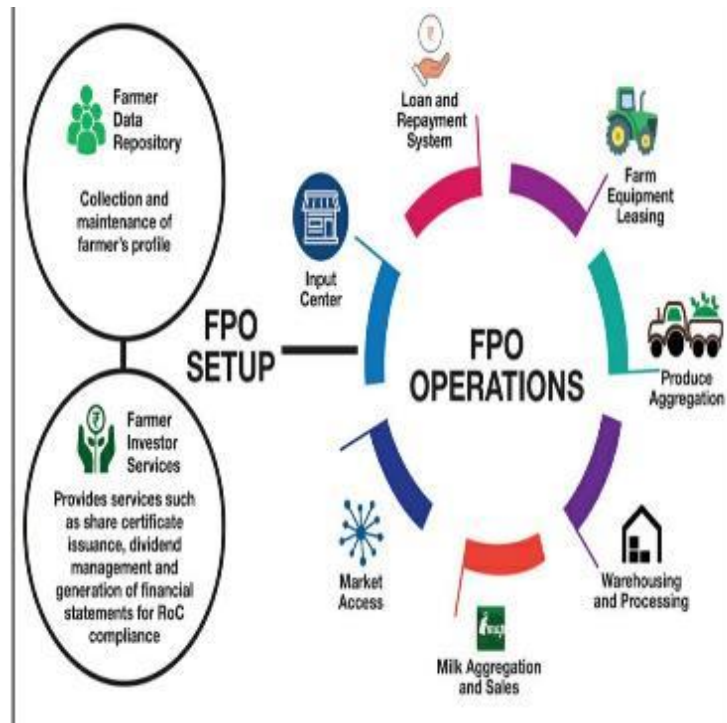 Farmer
Data
Repository
Collection and
maintenance of
farmer's profile
FPO
SETUP
Farmer
Investor
Services
Provides services such
as share certificate
issuance, dividend
management and
generation of financial
statements for RoC
compliance
FPO
OPERATIONS
Loan and
Repayment
System
Farm
Equipment
Leasing
Produce
Aggregation
Warehousing
and Processing
Milk Aggregation
and Sales
Market
Access
Input
Center